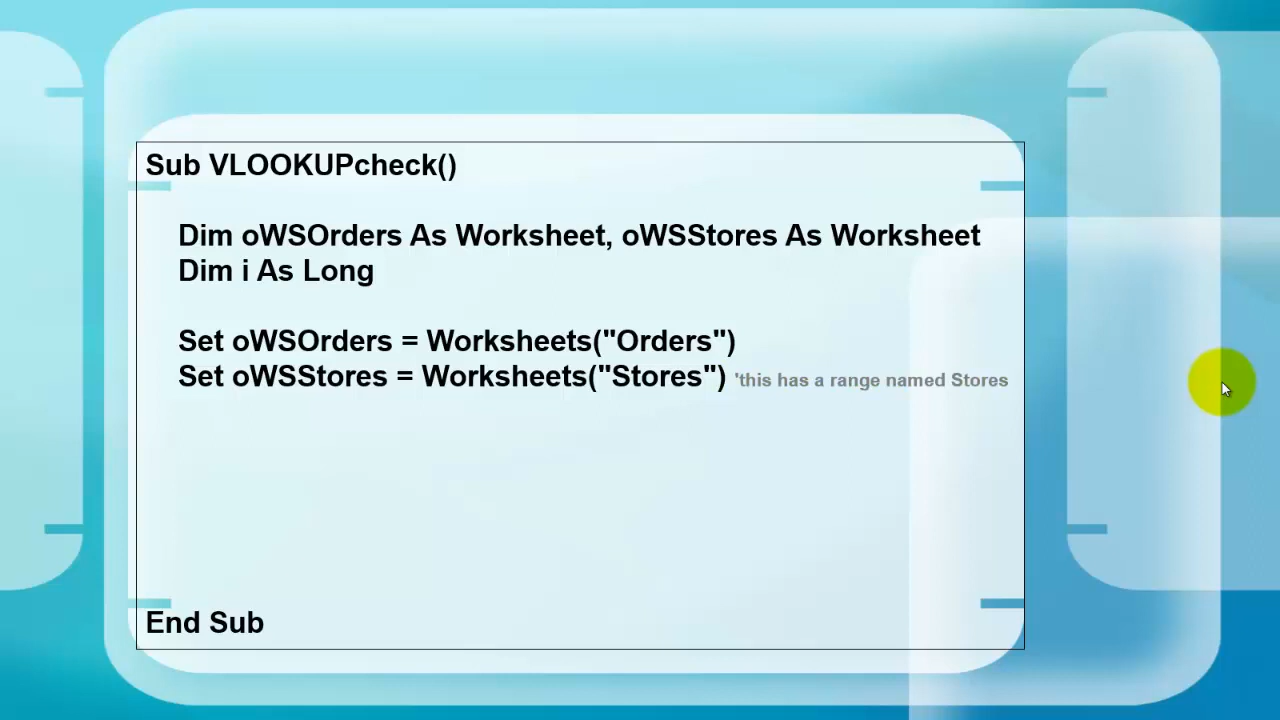 Sub VLOOKUPcheck()
Dim oWSOrders As Worksheet, oWSStores As Worksheet
Dim i As Long
Set oWSOrders = Worksheets("Orders")
Set oWSStores = Worksheets("Stores") 'this has a range named Stores
End Sub